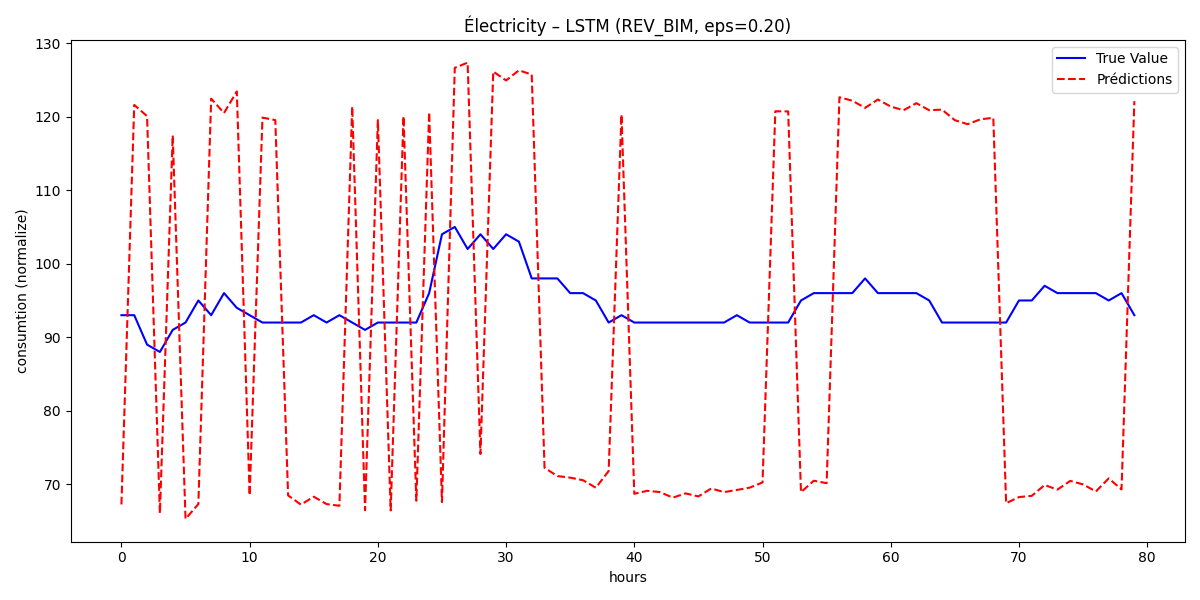 Électricity – LSTM (REV_BIM, eps=0.20)
True Value
Prédictions
consumtion (normalize)
130
120
110
100
90
80
70
0 10 20 30 40 50 60 70 80
hours